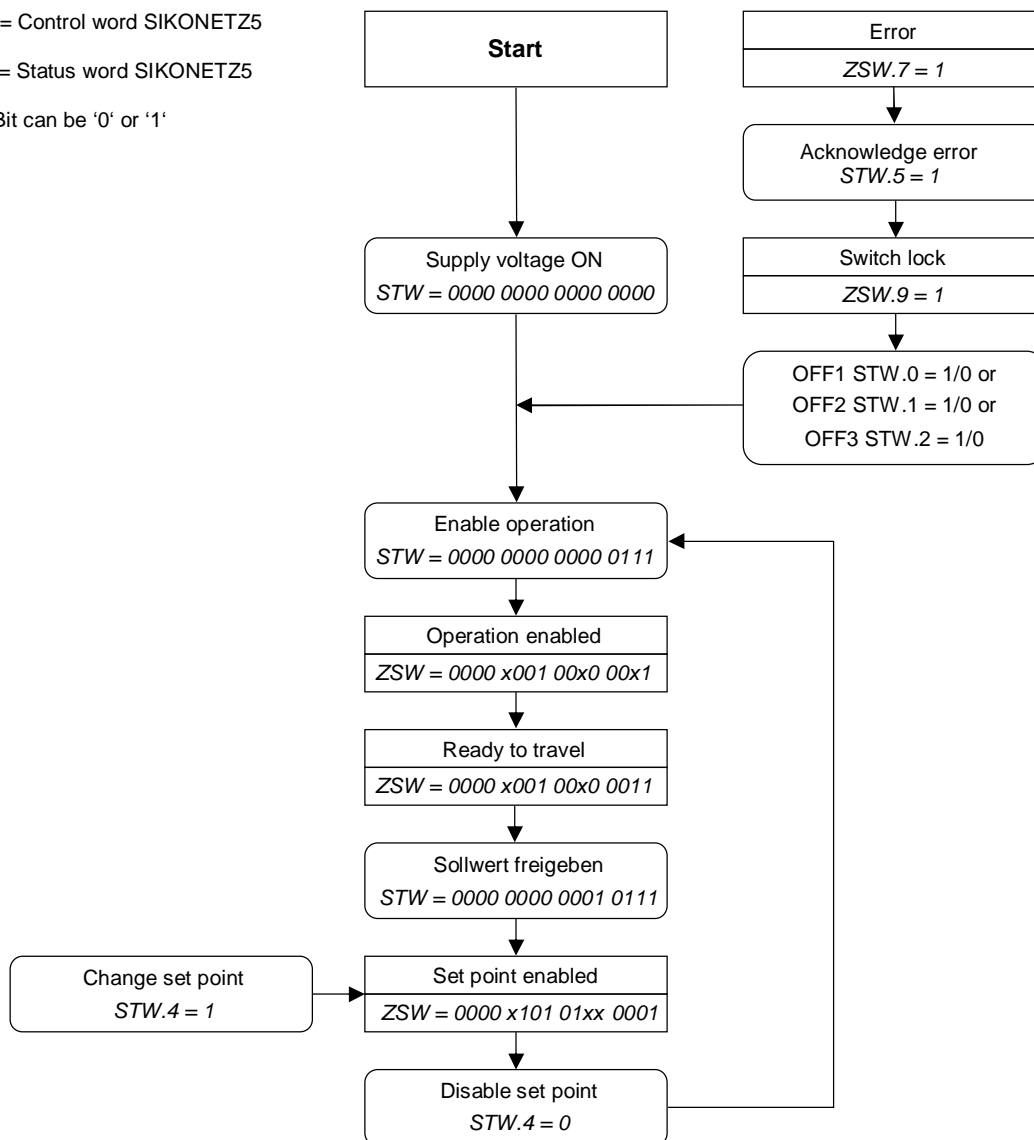 = Control word SIKONETZ5
= Status word SIKONETZ5
Bit can be ‘0‘ or ‘1‘
Start
Supply voltage ON
STW = 0000 0000 0000 0000
Error
ZSW.7 = 1
Acknowledge error
STW.5 = 1
Switch lock
ZSW.9 = 1
OFF1 STW.0 = 1/0 or
OFF2 STW.1 = 1/0 or
OFF3 STW.2 = 1/0
Enable operation
STW = 0000 0000 0000 0111
Operation enabled
ZSW = 0000 x001 00x0 00x1
Ready to travel
ZSW = 0000 x001 00x0 0011
Sollwert freigeben
STW = 0000 0000 0001 0111
Change set point
STW.4 = 1
Set point enabled
ZSW = 0000 x101 01xx 0001
Disable set point
STW.4 = 0